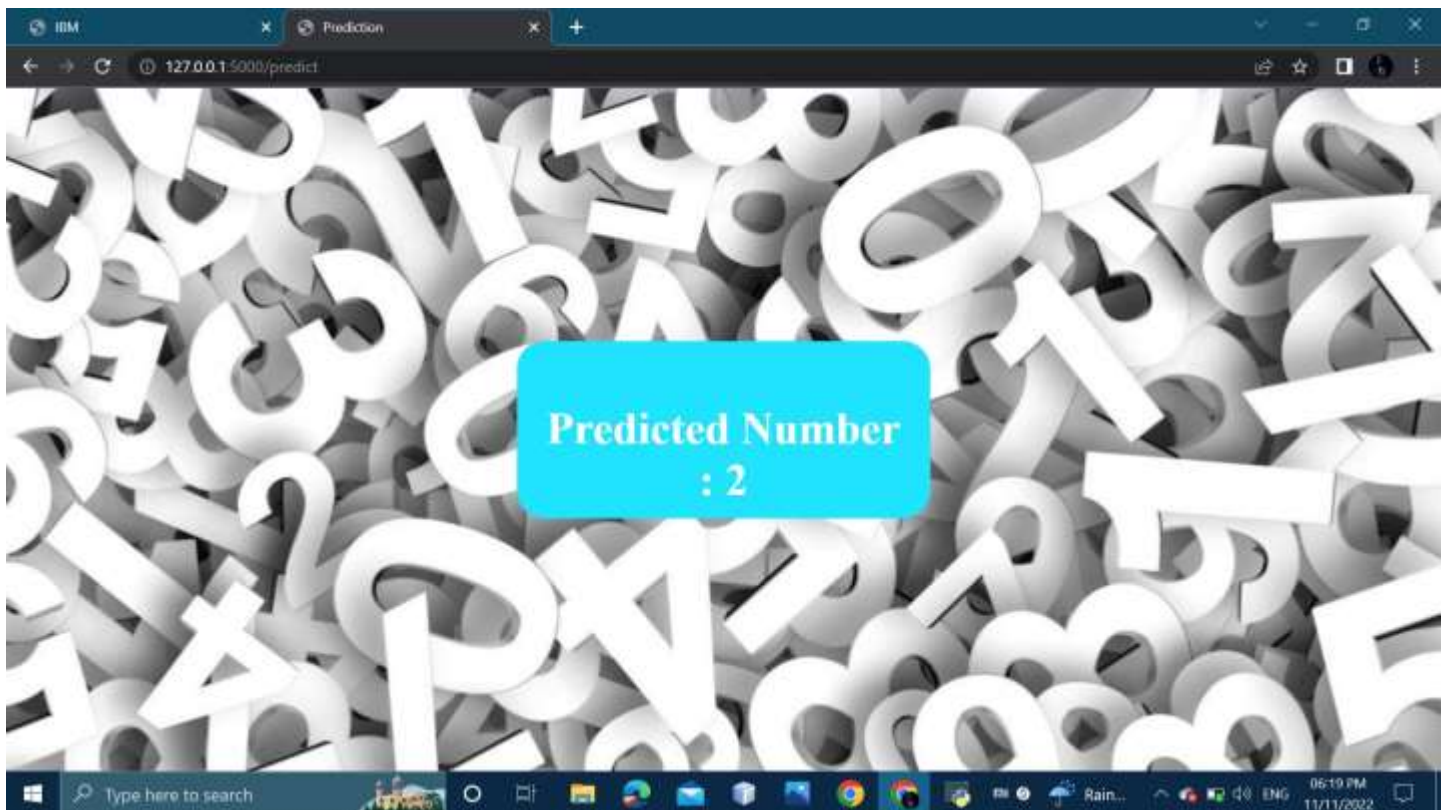 IBM
Prediction
127.0.0.1:5000/predict
Predicted Number
: 2
Type here to search
Rain...
ENG
06:19 PM
11/11/2022